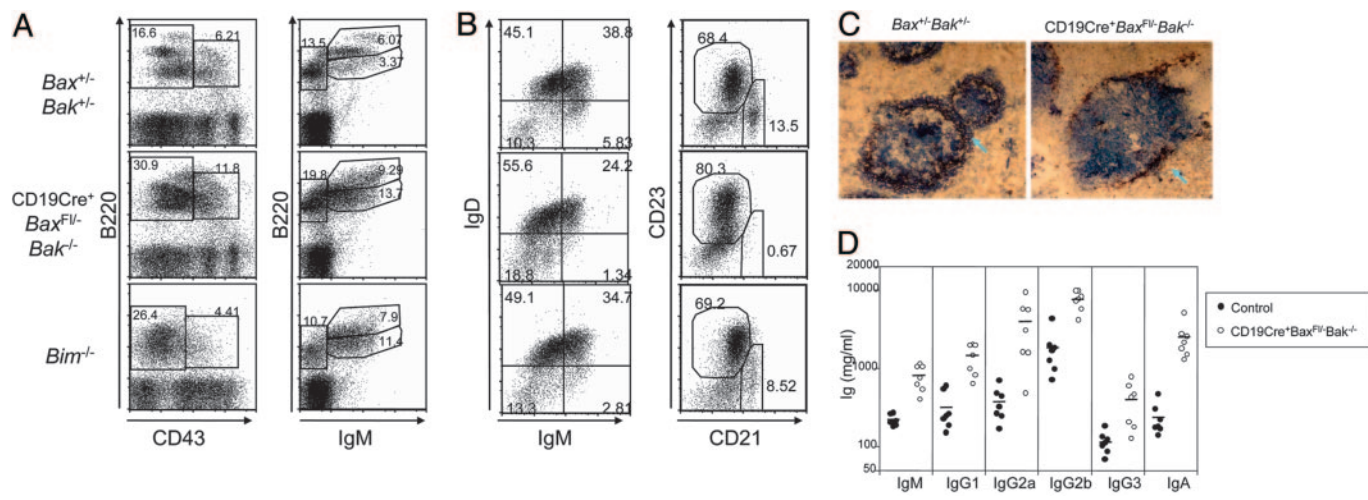 A
Bax+/-
Bak+/-
CD19Cre+
BaxFl/-
Bak-/-
Bim-/-
B220
CD43
16.6
6.21
30.9
11.8
26.4
4.41
B220
IgM
13.5
6.07
3.37
19.8
9.29
13.7
10.7
7.9
11.4
B
IgD
IgM
45.1
38.8
10.3
5.83
55.6
24.2
18.8
1.34
49.1
34.7
13.3
2.81
CD23
CD21
68.4
13.5
80.3
0.67
69.2
8.52
C
Bax+/-Bak+/-
CD19Cre+BaxFl/-Bak-/-
D
Ig (mg/ml)
20000
10000
1000
100
50
IgM IgG1 IgG2a IgG2b IgG3 IgA
Control
CD19Cre+BaxFl/-Bak-/-